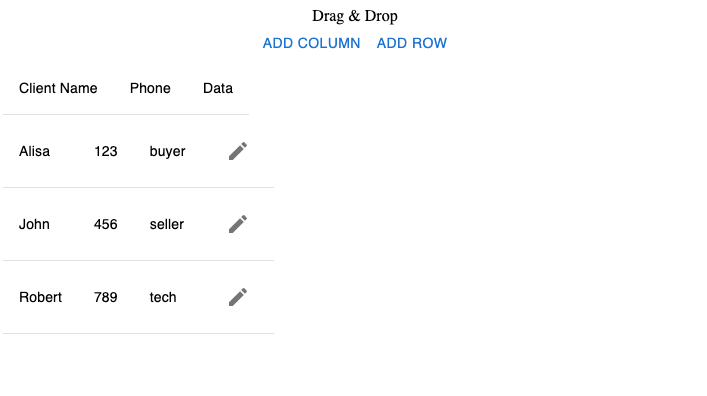 Drag & Drop
ADD COLUMN ADD ROW
Client Name Phone Data
Alisa 123 buyer
John 456 seller
Robert 789 tech